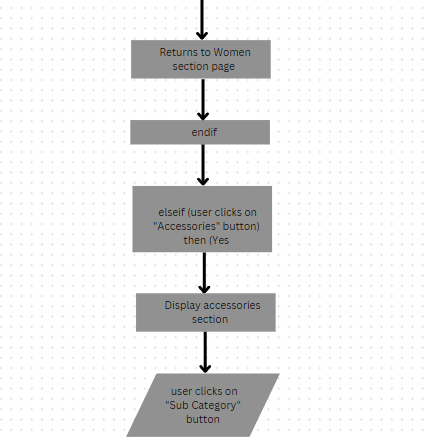 Returns to Women
section page
endif
elseif (user clicks on
"Accessories" button)
then (Yes
Display accessories
section
user clicks on
"Sub Category"
button